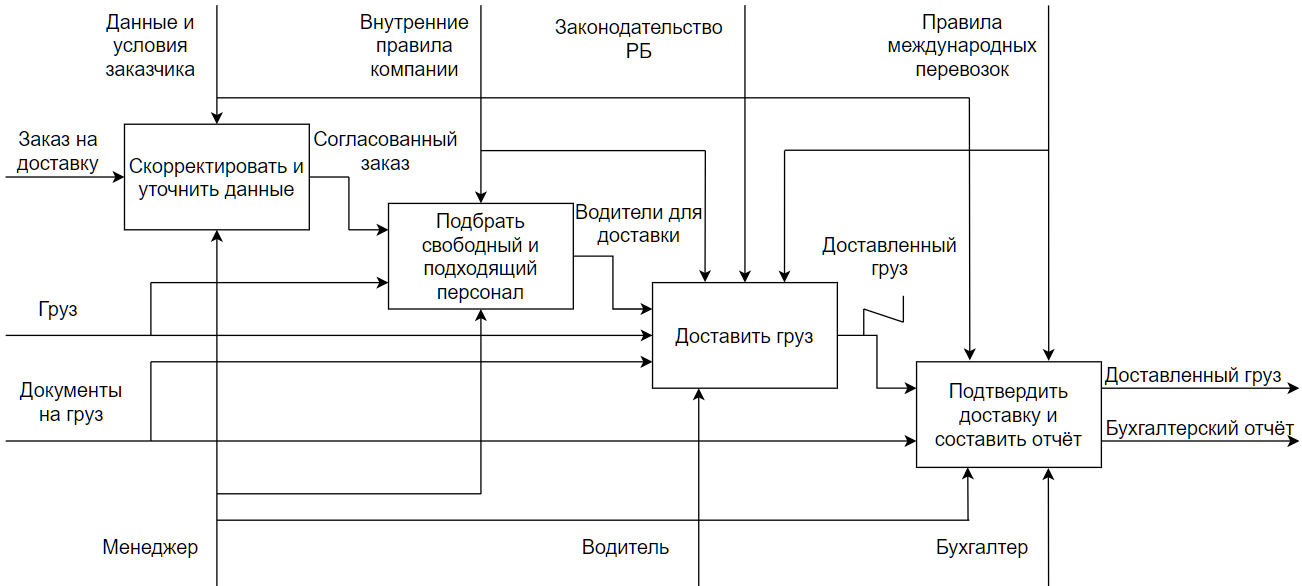 Данные и
условия
заказчика
Внутренние
правила
компании
Законодательство
РБ
Правила
международных
перевозок
Заказ на
доставку
Скорректировать и
уточнить данные
Согласованный
заказ
Подбрать
свободный и
подходящий
персонал
Водители для
доставки
Доставленный
груз
Груз
Доставить груз
Документы
на груз
Подтвердить
доставку и
составить отчёт
Доставленный груз
Бухгалтерский отчёт
Менеджер
Водитель
Бухгалтер